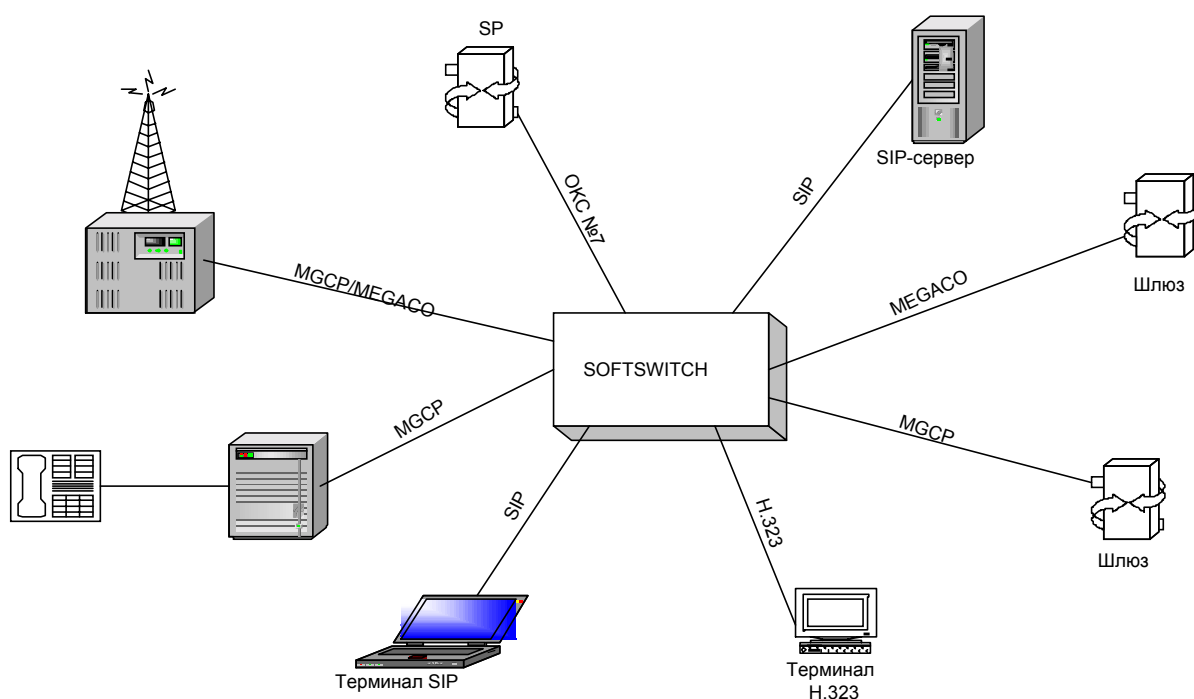 SP
SIP-сервер
ОКС №7
SIP
MGCP/MEGACO
MEGACO
Шлюз
SOFTSWITCH
MGCP
MGCP
SIP
H.323
Шлюз
Терминал SIP
Терминал
H.323